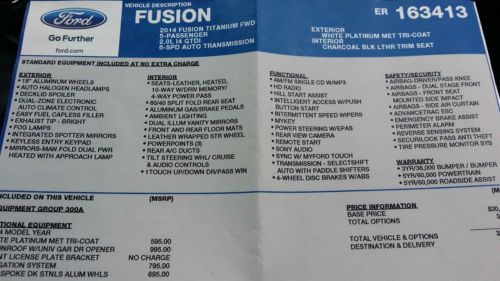 Ford
Go Further
ford.com
VEHICLE DESCRIPTION
FUSION
2014 FUSION TITANIUM FWD
5-PASSENGER
2.0L I4 GTDI
6-SPD AUTO TRANSMISSION
ER 163413
EXTERIOR
WHITE PLATINUM MET TRI-COAT
INTERIOR
CHARCOAL BLK LTHR TRIM SEAT
STANDARD EQUIPMENT INCLUDED AT NO EXTRA CHARGE
EXTERIOR
• 18" ALUMINUM WHEELS
• AUTO HALOGEN HEADLAMPS
• DECKLID SPOILER
• DUAL-ZONE ELECTRONIC
AUTO CLIMATE CONTROL
• EASY FUEL CAPLESS FILLER
• EXHAUST TIP - BRIGHT
• FOG LAMPS
• INTEGRATED SPOTTER MIRRORS
• KEYLESS ENTRY KEYPAD
• MIRRORS-MAN FOLD DUAL PWR
HEATED WITH APPROACH LAMP
INTERIOR
• SEATS-LEATHER, HEATED,
10-WAY W/DRV MEMORY
• 4-WAY POWER PASS
• 60/40 SPLIT FOLD REAR SEAT
• ALUMINUM GAS/BRAKE PEDALS
• AMBIENT LIGHTING
• DUAL ILLUM VANITY MIRRORS
• FRONT AND REAR FLOOR MATS
• LEATHER WRAPPED STR WHEEL
• POWERPOINTS (3)
• REAR A/C DUCTS
• TILT STEERING WHL/ CRUISE
& AUDIO CONTROLS
• 1TOUCH UP/DOWN DR/PASS WIN
FUNCTIONAL
• AM/FM SINGLE CD W/MP3
• HD RADIO
• HILL START ASSIST
• INTELLIGENT ACCESS W/PUSH
BUTTON START
• INTERMITTENT SPEED WIPERS
• MYKEY
• POWER STEERING W/EPAS
• REAR VIEW CAMERA
• REMOTE START
• SONY AUDIO
• SYNC W/ MYFORD TOUCH
• TRANSMISSION - SELECTSHIFT
AUTO WITH PADDLE SHIFTERS
• 4-WHEEL DISC BRAKES W/ABS
SAFETY/SECURITY
• AIRBAG-DRIVER/PASS KNEE
• AIRBAGS - DUAL STAGE FRONT
• AIRBAGS - FRONT SEAT
MOUNTED SIDE IMPACT
• AIRBAGS - SIDE AIR CURTAIN
• ADVANCETRAC ESC
• EMERGENCY BRAKE ASSIST
• PERIMETER ALARM
• REVERSE SENSING SYSTEM
• SECURILOCK PASS ANTI THEFT
• TIRE PRESSURE MONITOR SYS
WARRANTY
• 3YR/36,000 BUMPER / BUMPER
• 5YR/60,000 POWERTRAIN
• 5YR/60,000 ROADSIDE ASSIST
INCLUDED ON THIS VEHICLE (MSRP)
EQUIPMENT GROUP 300A
MODEL YEAR
WHITE PLATINUM MET TRI-COAT 595.00
MOONROOF W/UNIV GAR DR OPENER 995.00
FRONT LICENSE PLATE BRACKET NO CHARGE
NAVIGATION SYSTEM 795.00
SPOKE DK STNLS ALUM WHLS 695.00
PRICE INFORMATION
BASE PRICE $30,
TOTAL OPTIONS
TOTAL VEHICLE & OPTIONS
DESTINATION & DELIVERY